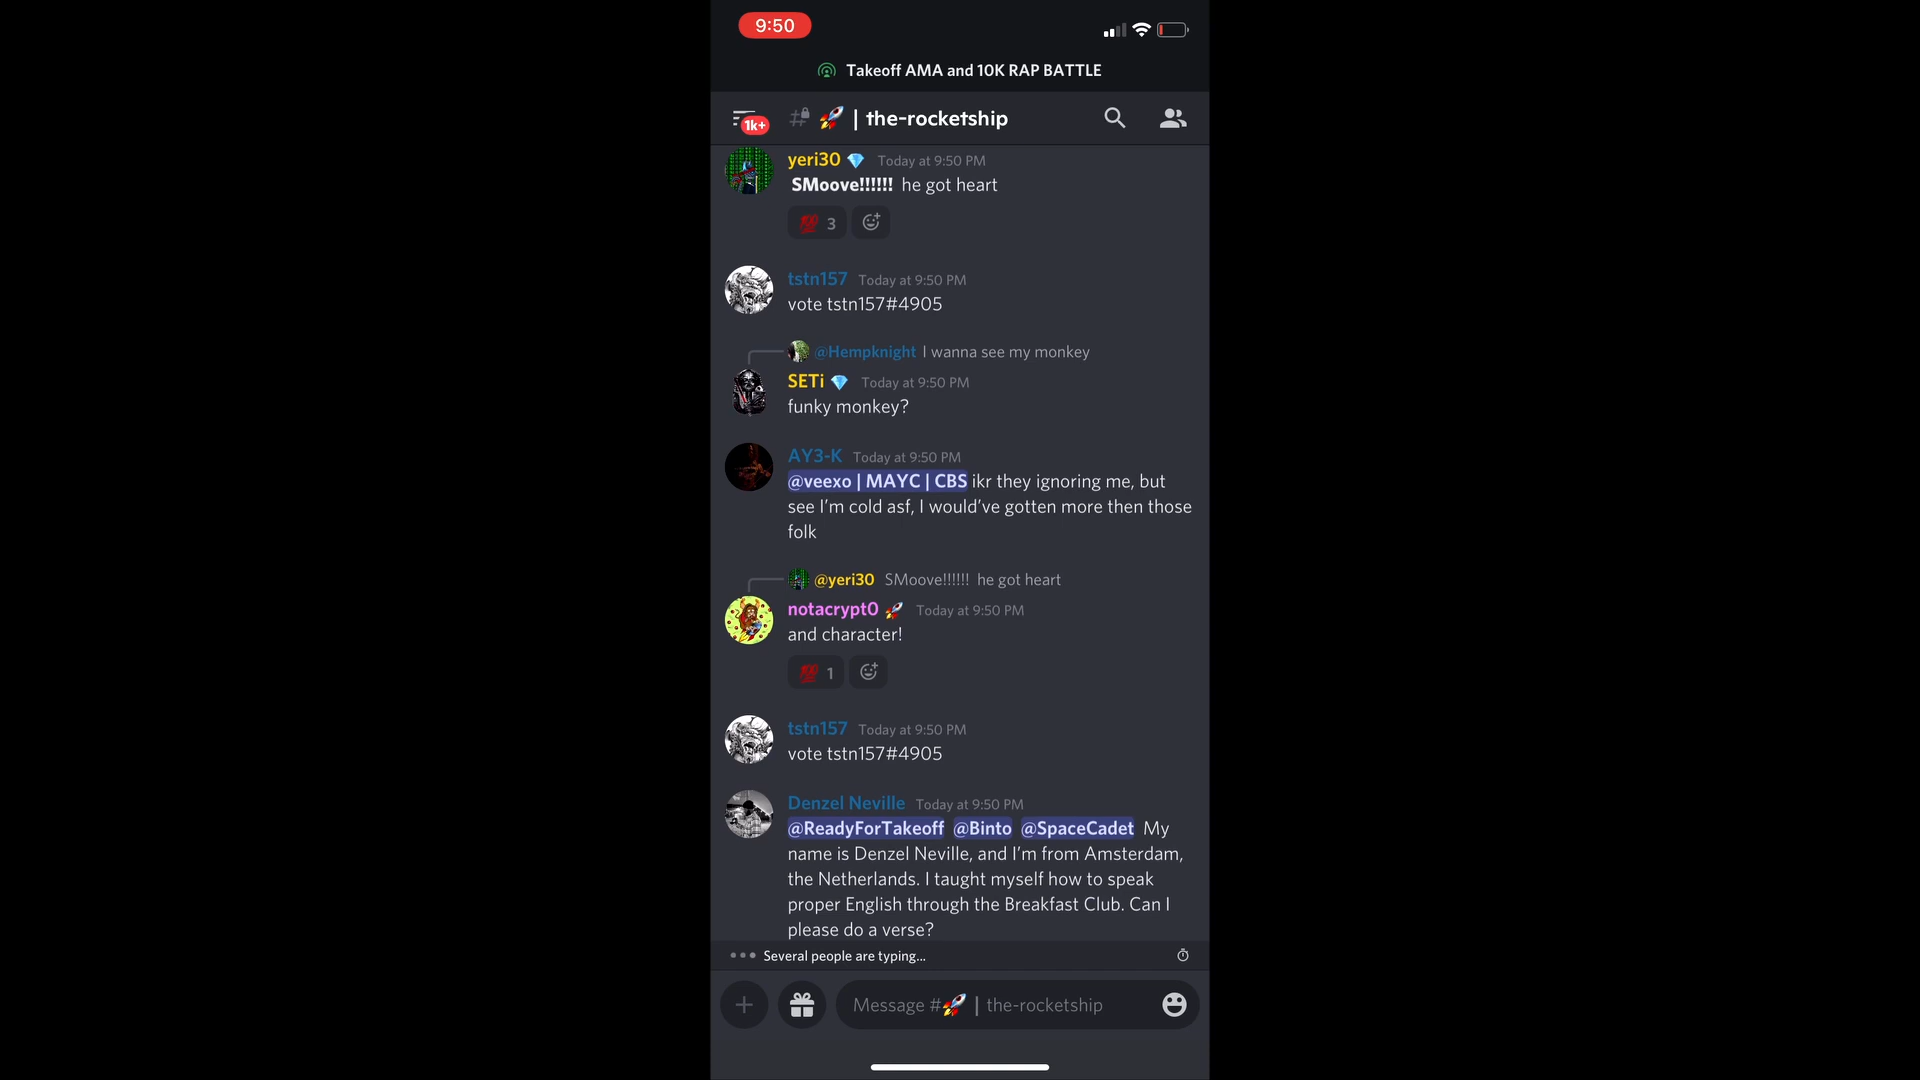 9:50
Takeoff AMA and 10K RAP BATTLE
1k+
# 🚀 | the-rocketship
yeri30 💎 Today at 9:50 PM
SMoove!!!!!! he got heart
💯 3
tstn157 Today at 9:50 PM
vote tstn157#4905
@Hempknight I wanna see my monkey
SETi 💎 Today at 9:50 PM
funky monkey?
AY3-K Today at 9:50 PM
@veexo | MAYC | CBS ikr they ignoring me, but
see I'm cold asf, I would've gotten more then those
folk
@yeri30 SMoove!!!!!! he got heart
notacrypt0 🚀 Today at 9:50 PM
and character!
💯 1
tstn157 Today at 9:50 PM
vote tstn157#4905
Denzel Neville Today at 9:50 PM
@ReadyForTakeoff @Binto @SpaceCadet My
name is Denzel Neville, and I'm from Amsterdam,
the Netherlands. I taught myself how to speak
proper English through the Breakfast Club. Can I
please do a verse?
Several people are typing...
Message #🚀 | the-rocketship